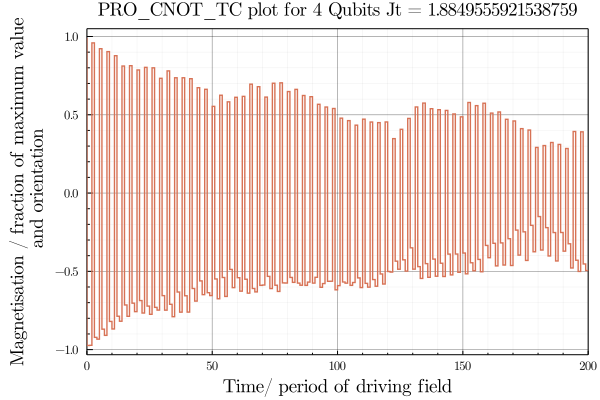 PRO_CNOT_TC plot for 4 Qubits Jt = 1.8849555921538759
Magnetisation / fraction of maximum value
and orientation
1.0
0.5
0.0
−0.5
−1.0
0
50
100
150
200
Time/ period of driving field